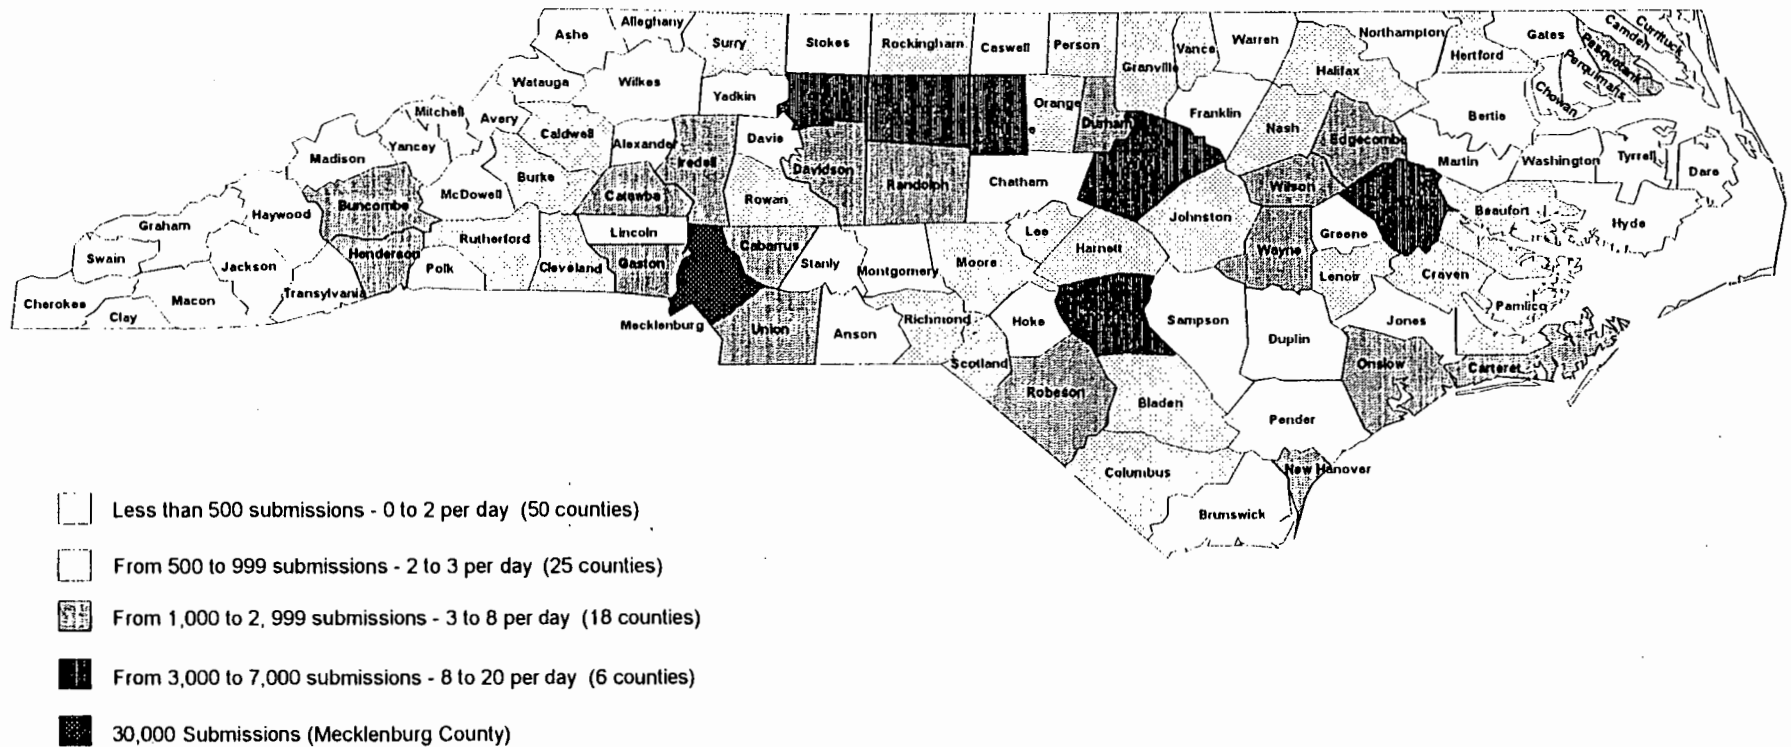 Ashe
Alleghany
Surry
Stokes
Rockingham
Caswell
Person
Granville
Vance
Warren
Northampton
Hertford
Gates
Camden
Currituck
Pasquotank
Perquimans
Chowan
Halifax
Watauga
Wilkes
Yadkin
Orange
Durham
Franklin
Nash
Edgecombe
Bertie
Mitchell
Avery
Caldwell
Alexander
Iredell
Davie
Davidson
Randolph
Chatham
Wilson
Martin
Washington
Tyrrell
Dare
Madison
Yancey
Burke
McDowell
Catawba
Rowan
Buncombe
Haywood
Graham
Swain
Jackson
Henderson
Polk
Rutherford
Cleveland
Lincoln
Gaston
Cabarrus
Stanly
Montgomery
Moore
Lee
Harnett
Johnston
Wayne
Greene
Lenoir
Beaufort
Hyde
Craven
Pamlico
Cherokee
Clay
Macon
Transylvania
Mecklenburg
Union
Anson
Richmond
Hoke
Scotland
Sampson
Duplin
Jones
Onslow
Carteret
Robeson
Bladen
Pender
Columbus
New Hanover
Brunswick
Less than 500 submissions - 0 to 2 per day (50 counties)
From 500 to 999 submissions - 2 to 3 per day (25 counties)
From 1,000 to 2, 999 submissions - 3 to 8 per day (18 counties)
From 3,000 to 7,000 submissions - 8 to 20 per day (6 counties)
30,000 Submissions (Mecklenburg County)